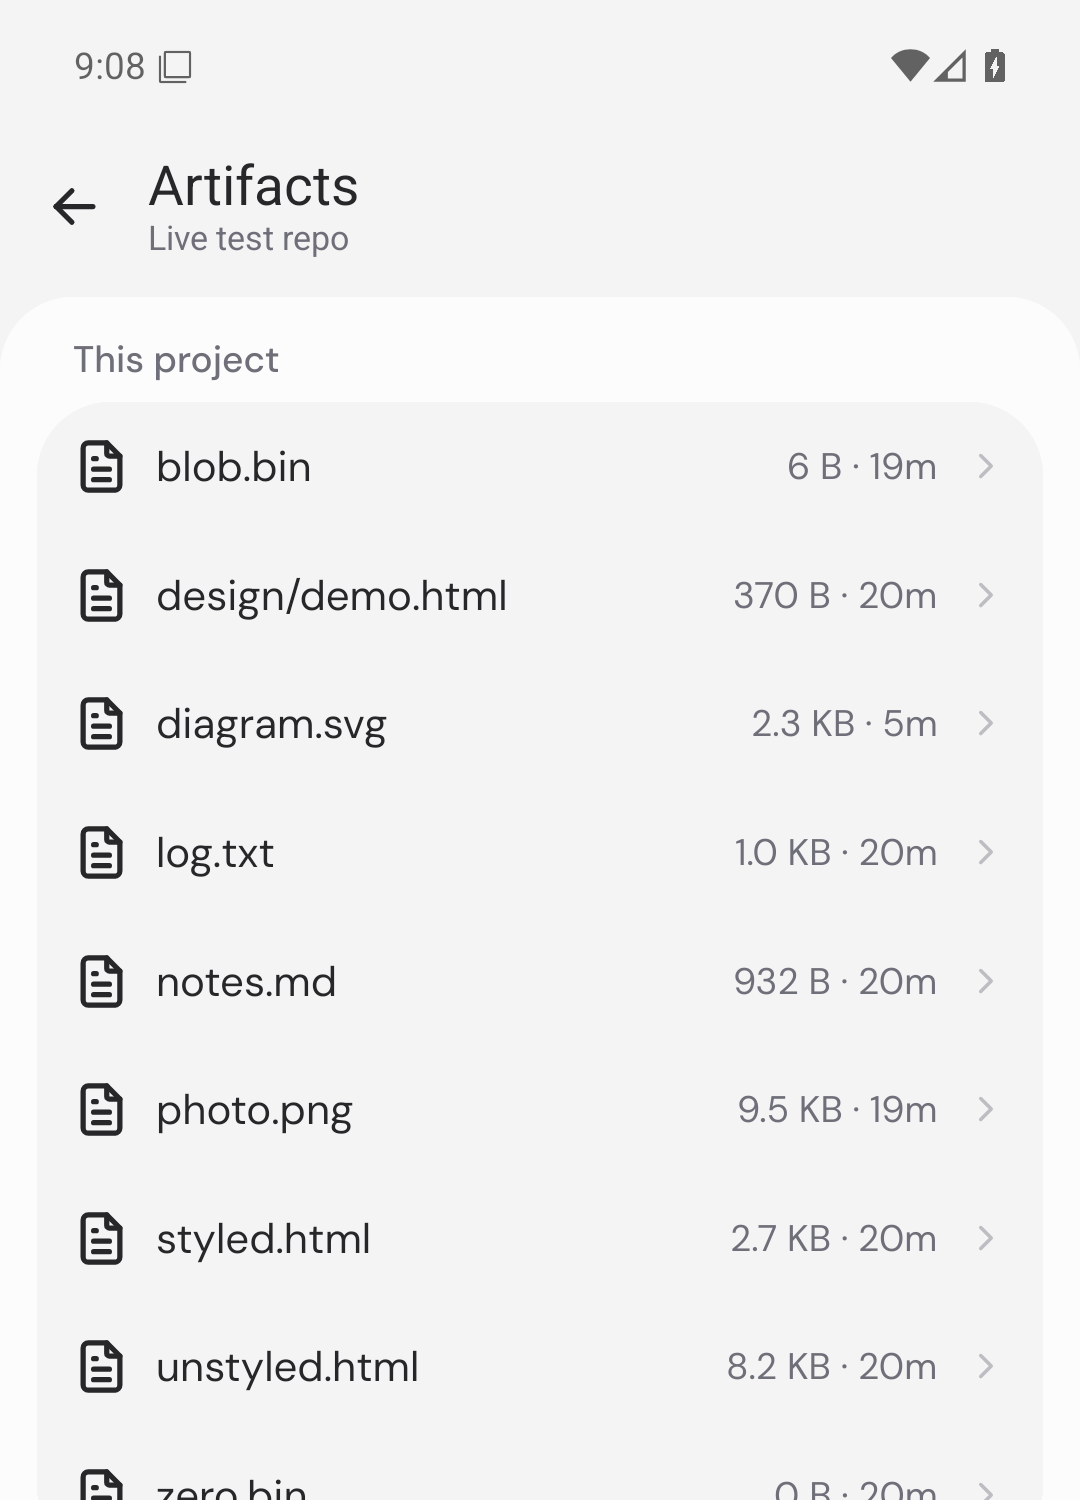 9:08
Artifacts
Live test repo
This project
blob.bin 6 B · 19m
design/demo.html 370 B · 20m
diagram.svg 2.3 KB · 5m
log.txt 1.0 KB · 20m
notes.md 932 B · 20m
photo.png 9.5 KB · 19m
styled.html 2.7 KB · 20m
unstyled.html 8.2 KB · 20m
zero.bin 0 B · 20m